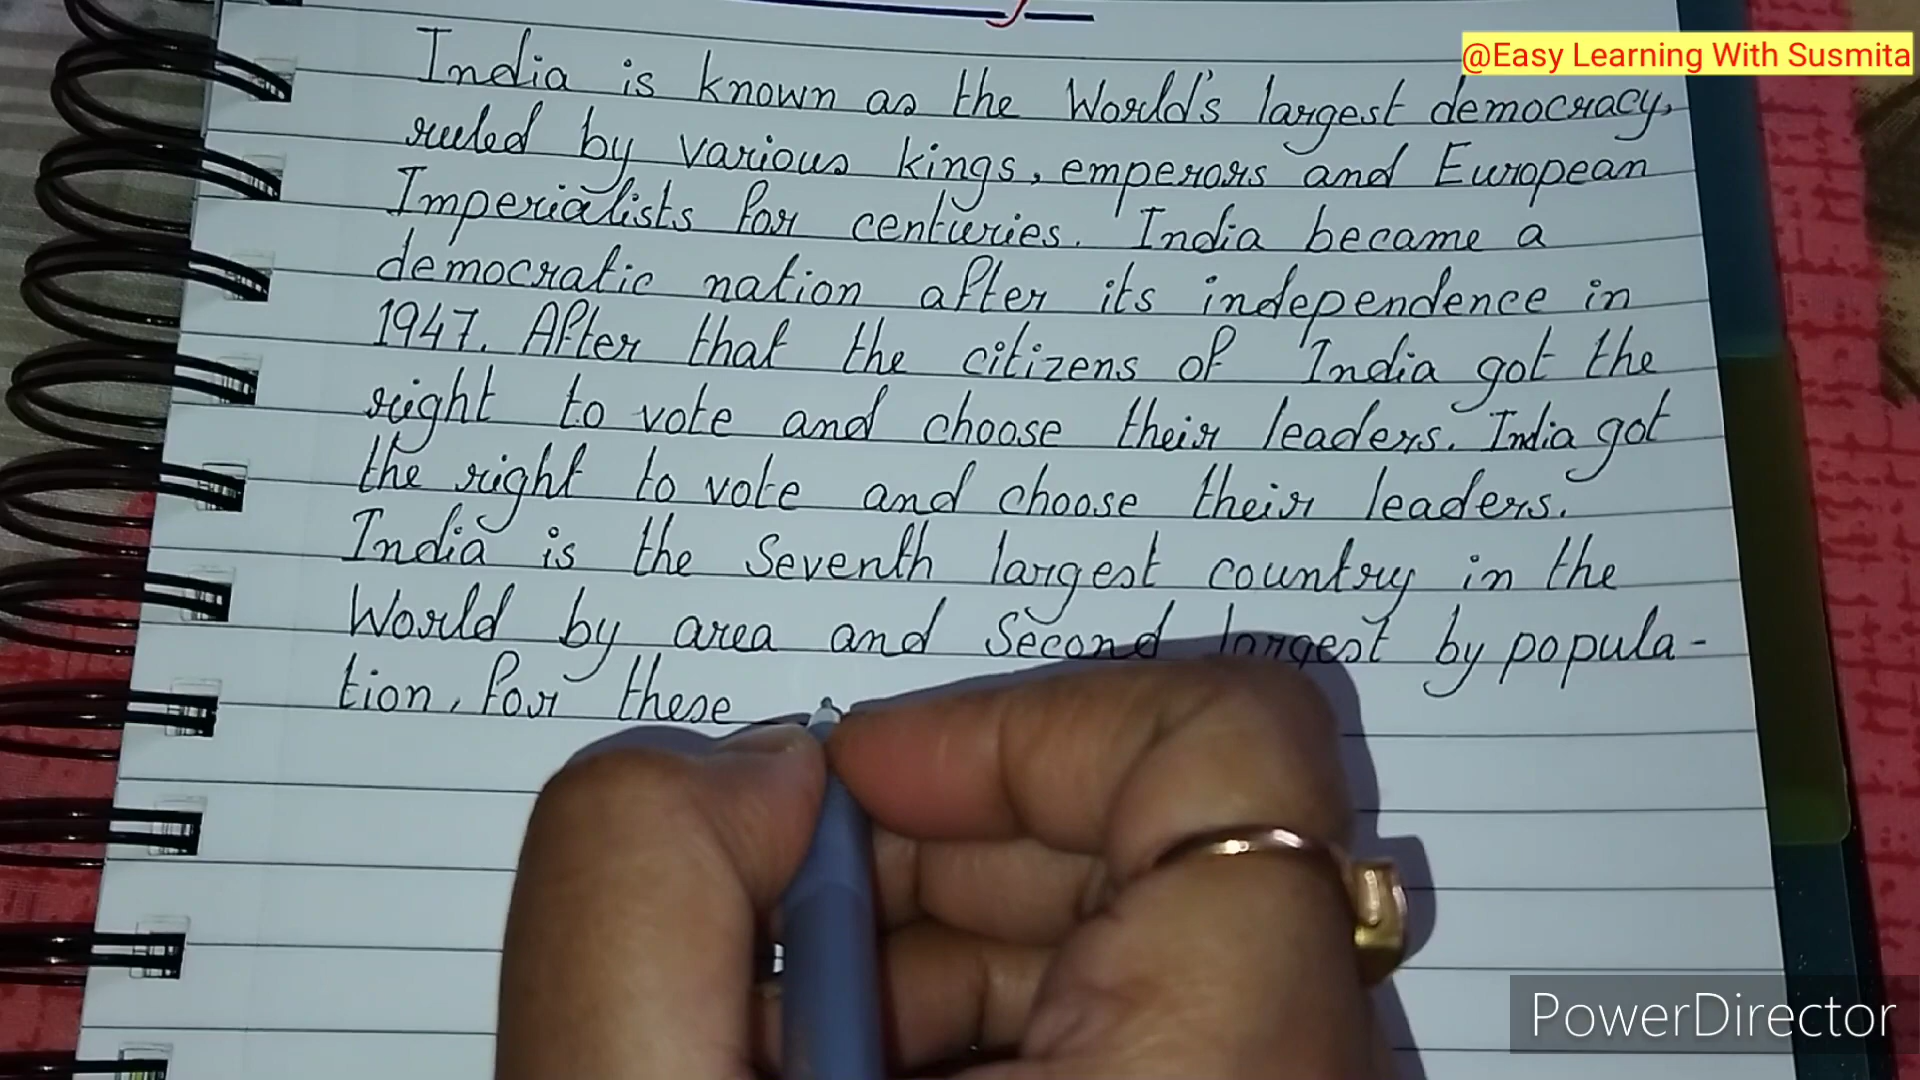 @Easy Learning With Susmita
India is known as the World's largest democracy,
ruled by various kings, emperors and European
Imperialists for centuries. India became a
democratic nation after its independence in
1947. After that the citizens of India got the
right to vote and choose their leaders. India got
the right to vote and choose their leaders.
India is the Seventh largest country in the
World by area and Second largest by popula-
tion, for these
PowerDirector